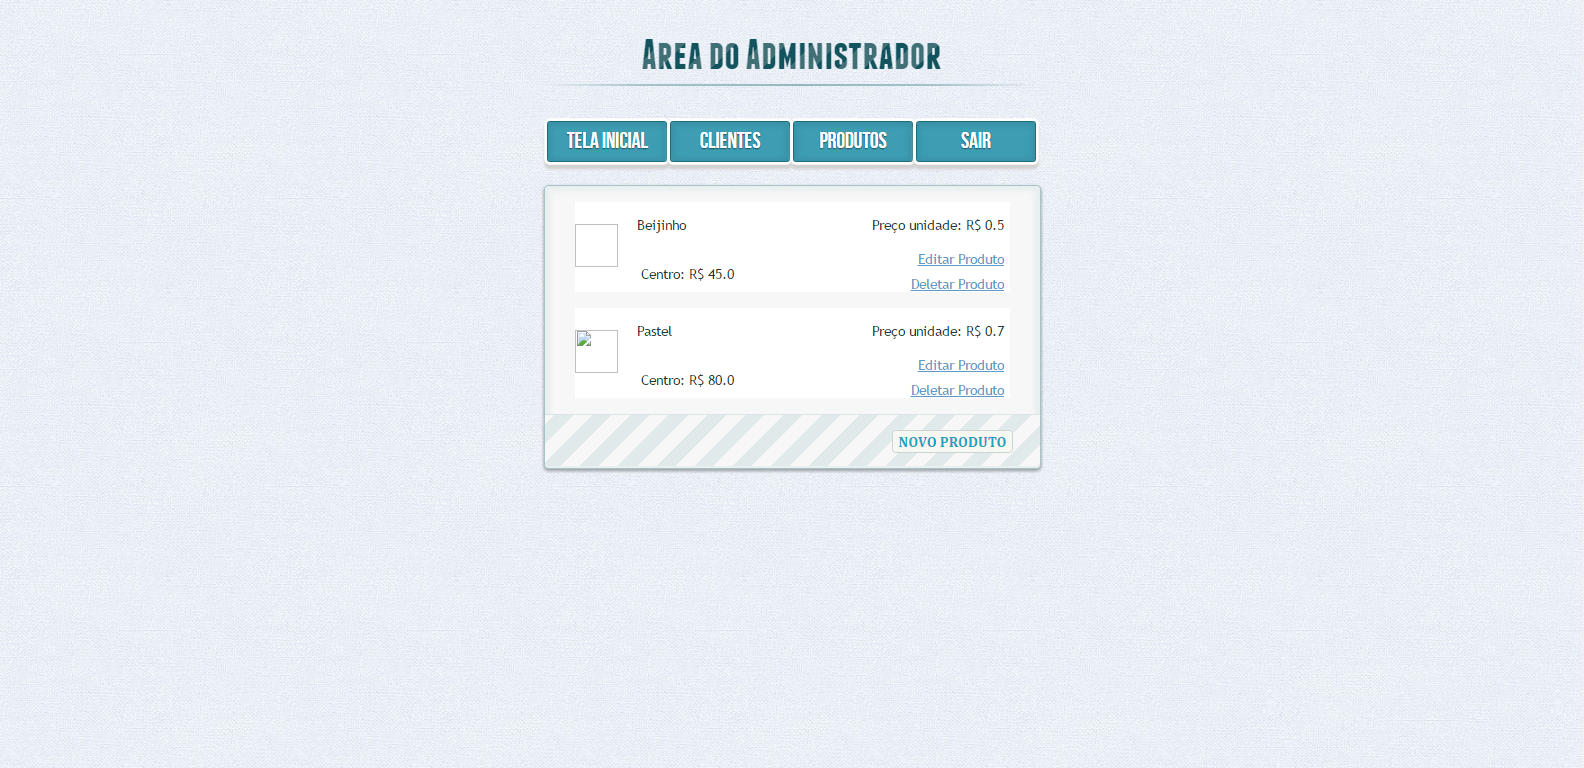 Area do Administrador
TELA INICIAL CLIENTES PRODUTOS SAIR
Beijinho Preço unidade: R$ 0.5
Editar Produto
Centro: R$ 45.0
Deletar Produto
Pastel Preço unidade: R$ 0.7
Editar Produto
Centro: R$ 80.0
Deletar Produto
NOVO PRODUTO